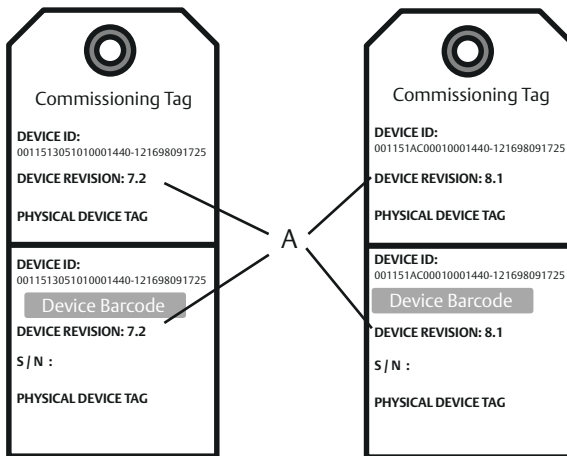 Commissioning Tag
DEVICE ID:
0011513051010001440-121698091725
DEVICE REVISION: 7.2
PHYSICAL DEVICE TAG
DEVICE ID:
0011513051010001440-121698091725
Device Barcode
DEVICE REVISION: 7.2
S / N :
PHYSICAL DEVICE TAG
A
Commissioning Tag
DEVICE ID:
001151AC00010001440-121698091725
DEVICE REVISION: 8.1
PHYSICAL DEVICE TAG
DEVICE ID:
001151AC00010001440-121698091725
Device Barcode
DEVICE REVISION: 8.1
S / N :
PHYSICAL DEVICE TAG